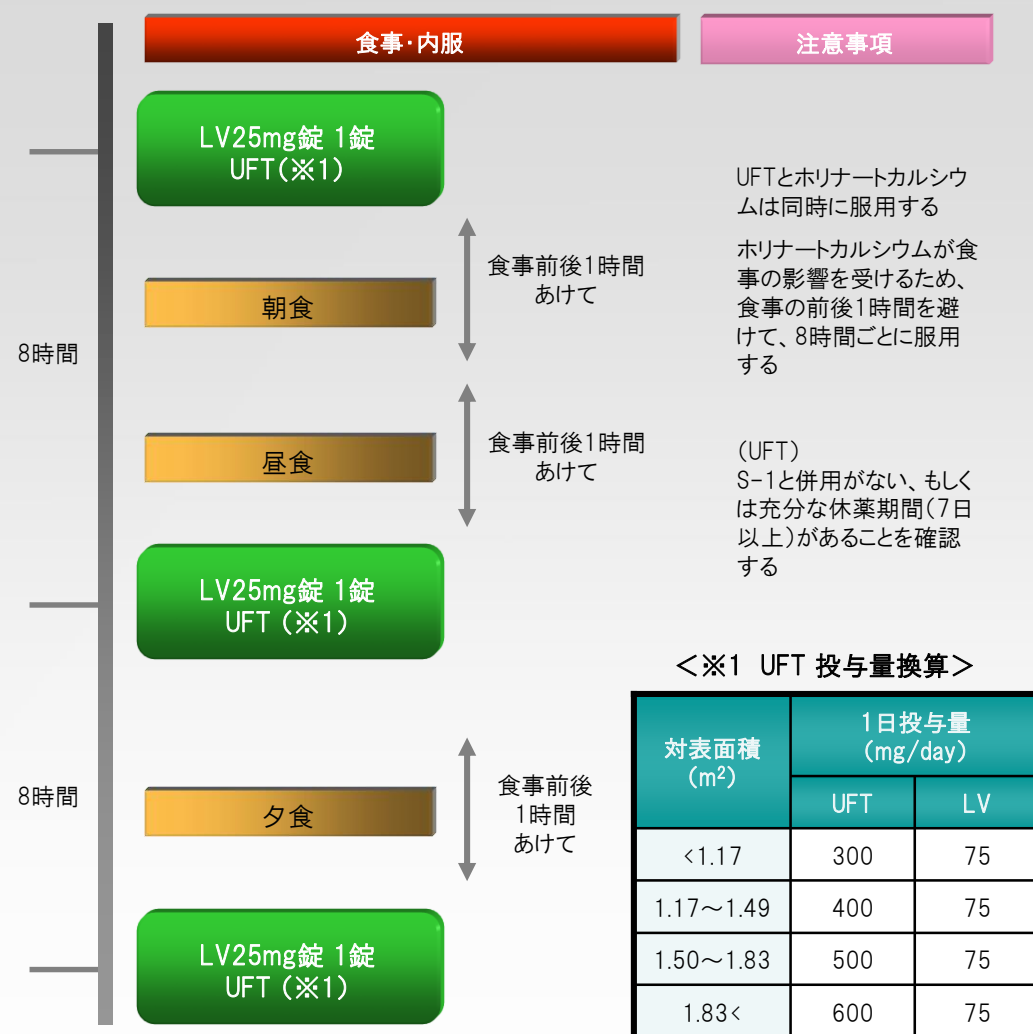 食事・内服
注意事項
LV25mg錠 1錠
UFT(※1)
UFTとホリナートカルシウ
ムは同時に服用する
食事前後1時間
あけて
ホリナートカルシウムが食
事の影響を受けるため、
食事の前後1時間を避
けて、8時間ごとに服用
する
朝食
8時間
食事前後1時間
あけて
昼食
(UFT)
S-1と併用がない、もしく
は充分な休薬期間(7日
以上)があることを確認
する
LV25mg錠 1錠
UFT (※1)
<※1 UFT 投与量換算>
対表面積
(m²)
1日投与量
(mg/day)
UFT LV
<1.17 300 75
1.17~1.49 400 75
1.50~1.83 500 75
1.83< 600 75
8時間
夕食
食事前後
1時間
あけて
LV25mg錠 1錠
UFT (※1)